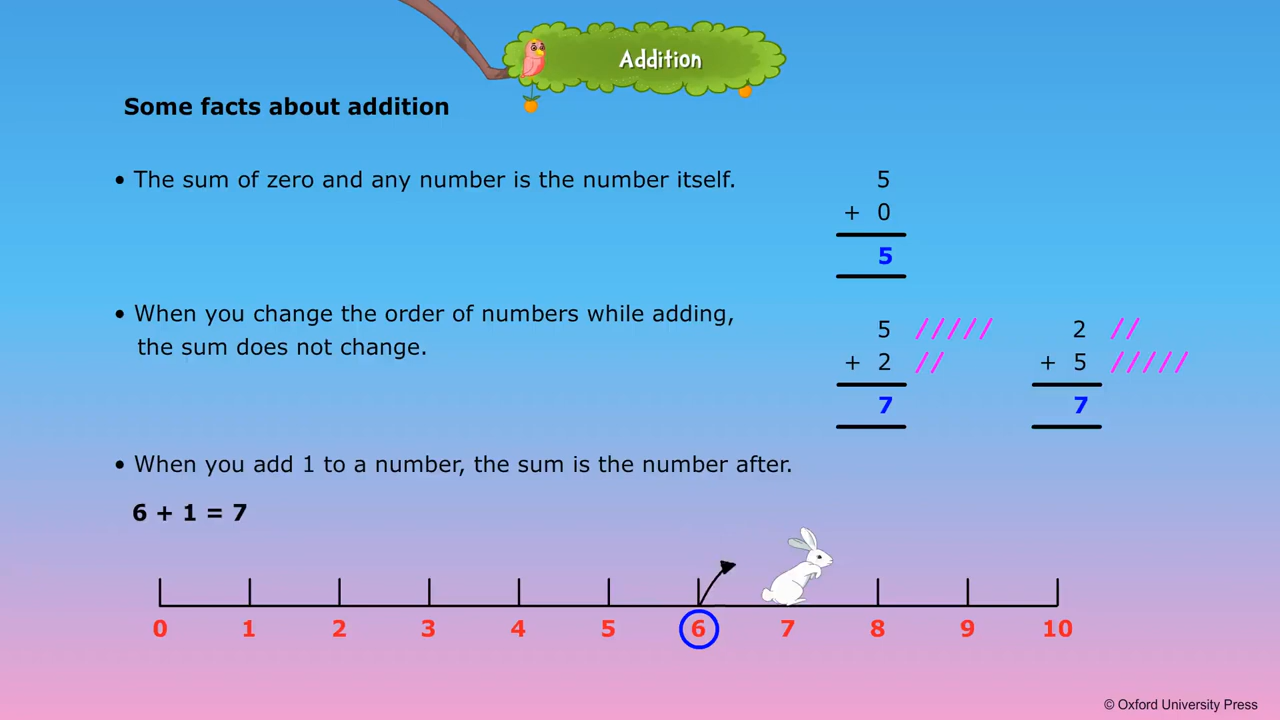 Addition
Some facts about addition
• The sum of zero and any number is the number itself.
5
+ 0
5
• When you change the order of numbers while adding,
the sum does not change.
5 /////
+ 2 //
7
2 //
+ 5 /////
7
• When you add 1 to a number, the sum is the number after.
6 + 1 = 7
0 1 2 3 4 5 6 7 8 9 10
© Oxford University Press